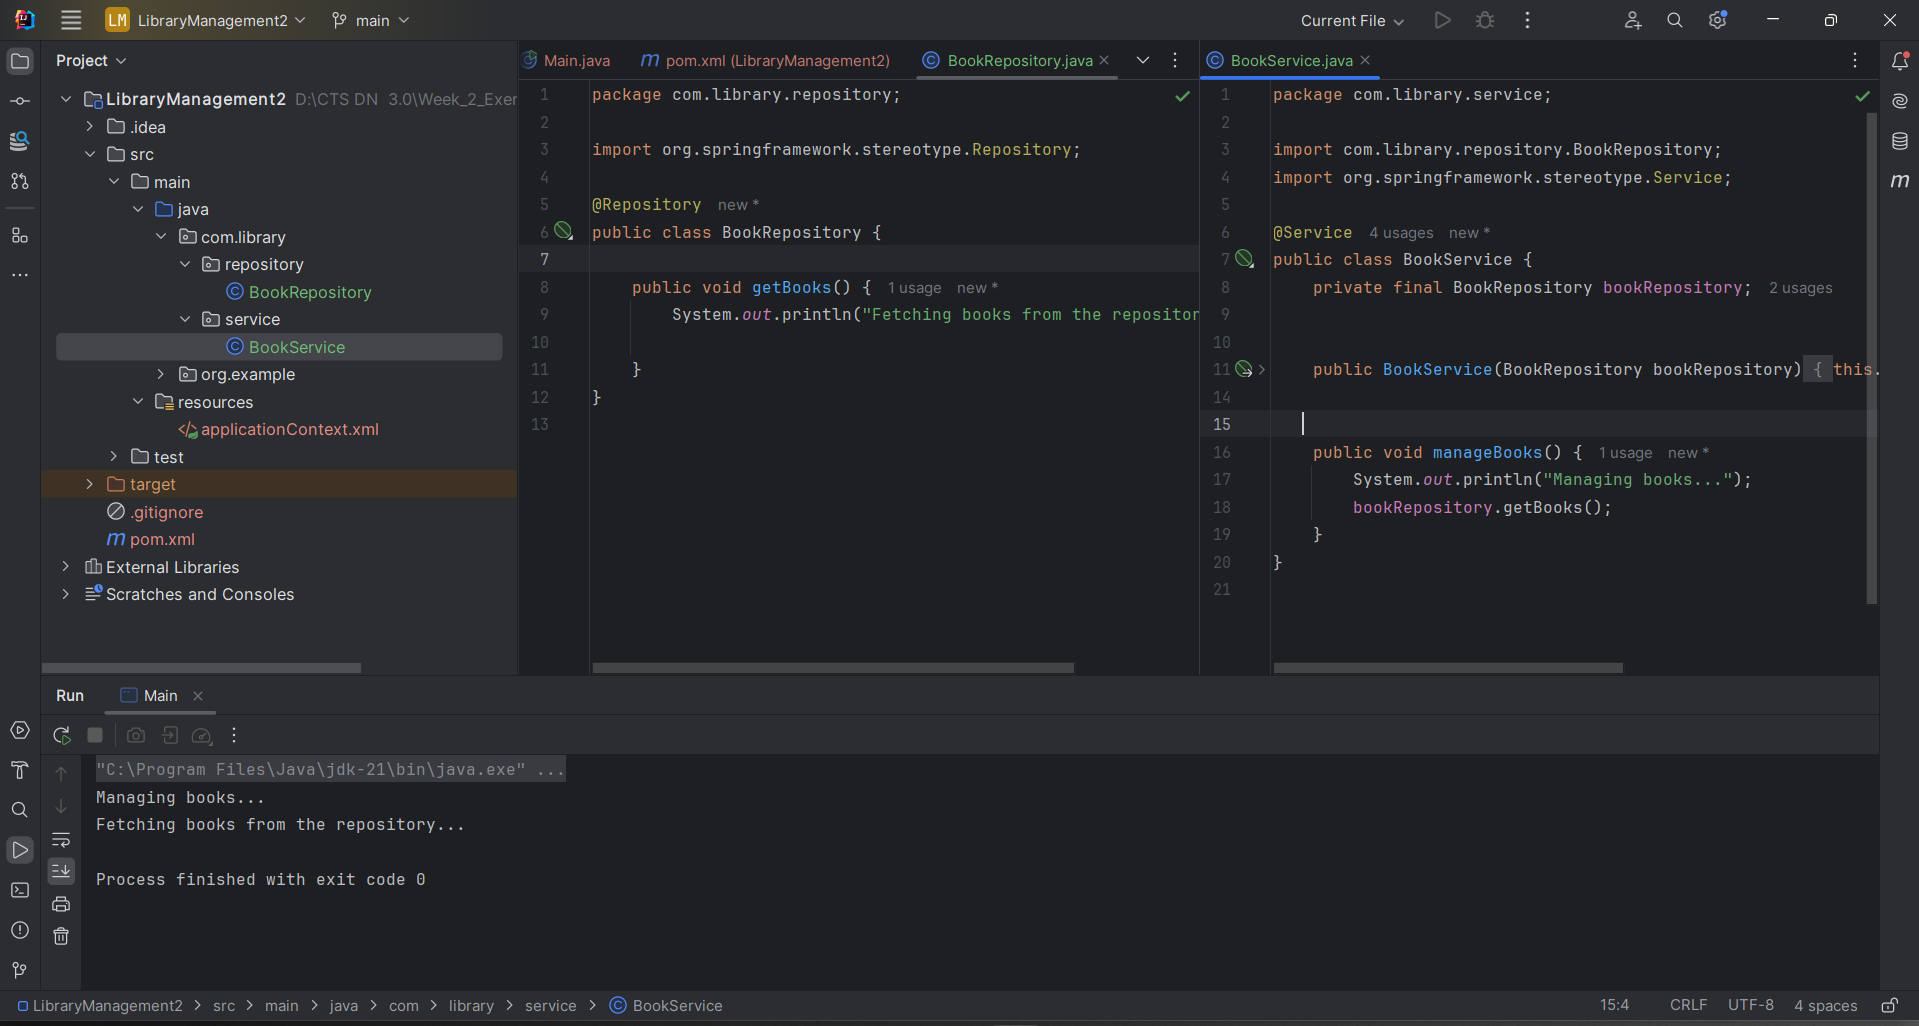 LM LibraryManagement2 main Current File
Project
LibraryManagement2 D:\CTS DN 3.0\Week_2_Exer
.idea
src
main
java
com.library
repository
BookRepository
service
BookService
org.example
resources
applicationContext.xml
test
target
.gitignore
m pom.xml
External Libraries
Scratches and Consoles
Main.java m pom.xml (LibraryManagement2) BookRepository.java
1 package com.library.repository;
2
3 import org.springframework.stereotype.Repository;
4
5 @Repository new *
6 public class BookRepository {
7
8 public void getBooks() { 1 usage new *
9 System.out.println("Fetching books from the repositor
10
11 }
12 }
13
BookService.java
1 package com.library.service;
2
3 import com.library.repository.BookRepository;
4 import org.springframework.stereotype.Service;
5
6 @Service 4 usages new *
7 public class BookService {
8 private final BookRepository bookRepository; 2 usages
9
10
11 public BookService(BookRepository bookRepository) { this.
14
15
16 public void manageBooks() { 1 usage new *
17 System.out.println("Managing books...");
18 bookRepository.getBooks();
19 }
20 }
21
m
Run Main
"C:\Program Files\Java\jdk-21\bin\java.exe" ...
Managing books...
Fetching books from the repository...
Process finished with exit code 0
LibraryManagement2 > src > main > java > com > library > service > BookService 15:4 CRLF UTF-8 4 spaces